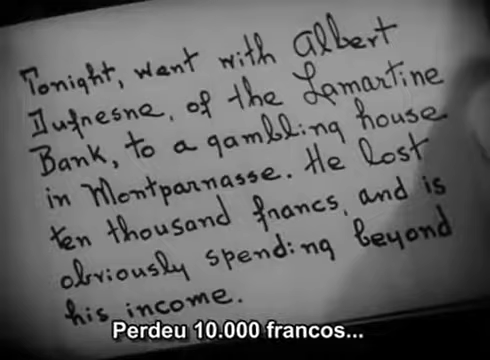 Tonight, went with Albert
Dufresne, of the Lamartine
Bank, to a gambling house
in Montparnasse. He lost
ten thousand francs, and is
obviously spending beyond
his income.
Perdeu 10.000 francos...